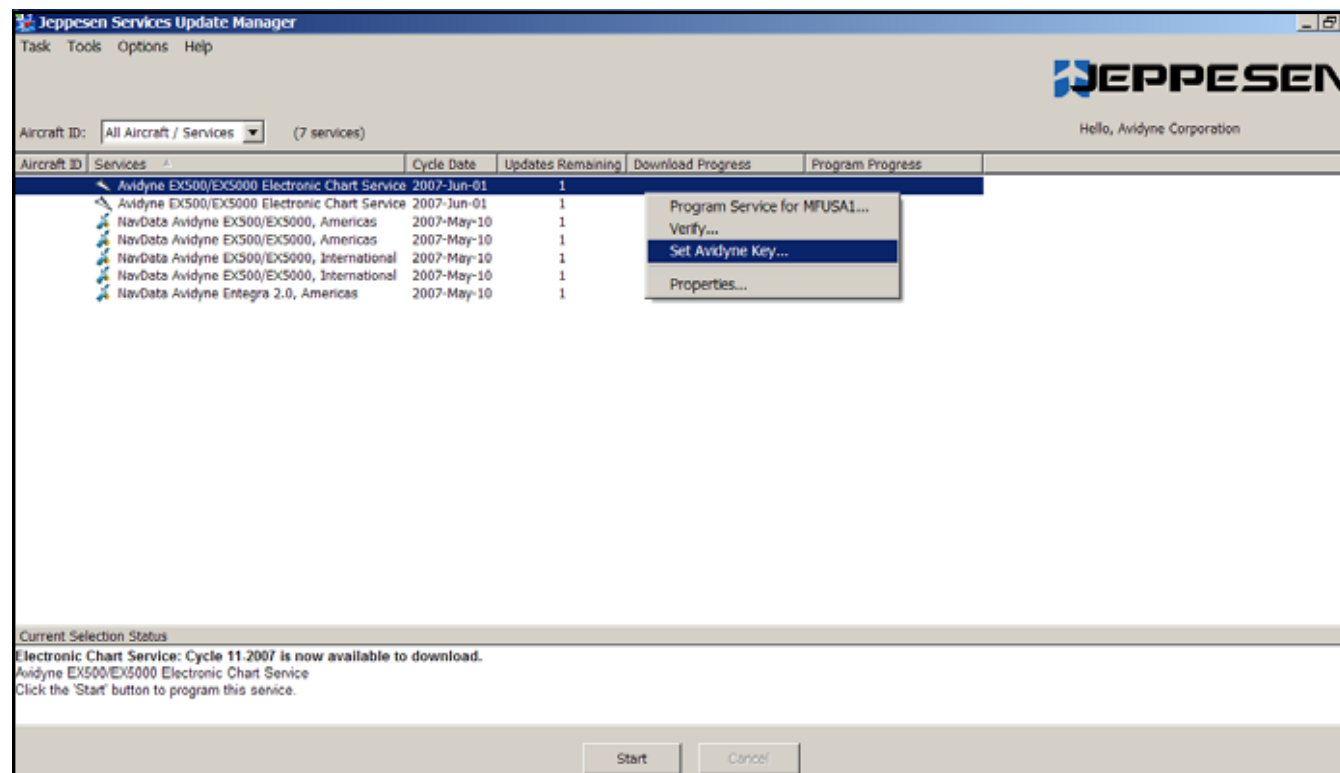 Jeppesen Services Update Manager
Task Tools Options Help
JEPPESEN
Aircraft ID: All Aircraft / Services (7 services)
Hello, Avidyne Corporation
Aircraft ID Services Cycle Date Updates Remaining Download Progress Program Progress
Avidyne EX500/EX5000 Electronic Chart Service 2007-Jun-01 1
Avidyne EX500/EX5000 Electronic Chart Service 2007-Jun-01 1
NavData Avidyne EX500/EX5000, Americas 2007-May-10 1
NavData Avidyne EX500/EX5000, Americas 2007-May-10 1
NavData Avidyne EX500/EX5000, International 2007-May-10 1
NavData Avidyne EX500/EX5000, International 2007-May-10 1
NavData Avidyne Entegra 2.0, Americas 2007-May-10 1
Program Service for MFUSA1...
Verify...
Set Avidyne Key...
Properties...
Current Selection Status
Electronic Chart Service: Cycle 11.2007 is now available to download.
Avidyne EX500/EX5000 Electronic Chart Service
Click the 'Start' button to program this service.
Start Cancel